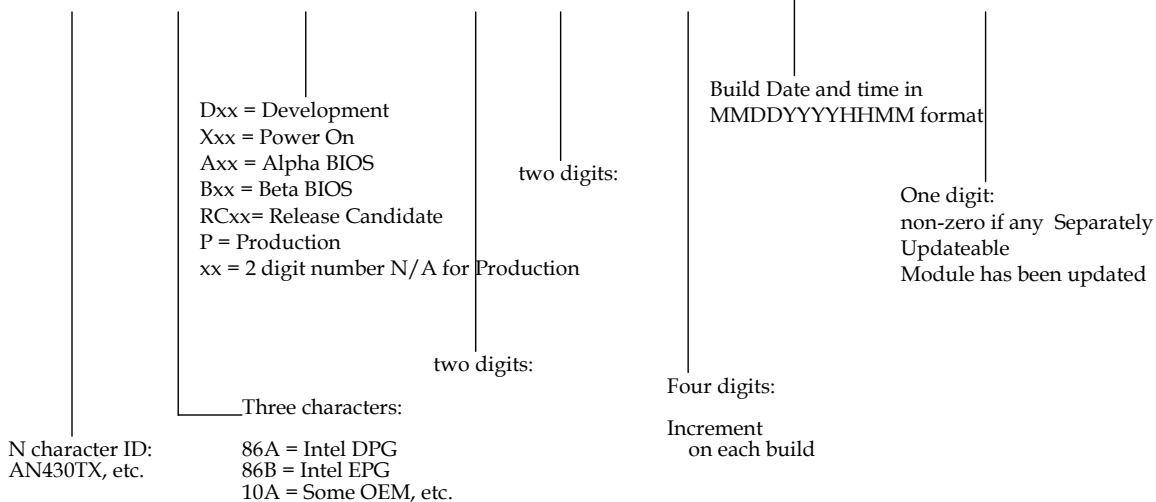 Build Date and time in
MMDDYYYYHHMM format
Dxx = Development
Xxx = Power On
Axx = Alpha BIOS
Bxx = Beta BIOS
RCxx= Release Candidate
P = Production
xx = 2 digit number N/A for Production
two digits:
One digit:
non-zero if any Separately
Updateable
Module has been updated
two digits:
Four digits:
Increment
on each build
Three characters:
86A = Intel DPG
86B = Intel EPG
10A = Some OEM, etc.
N character ID:
AN430TX, etc.